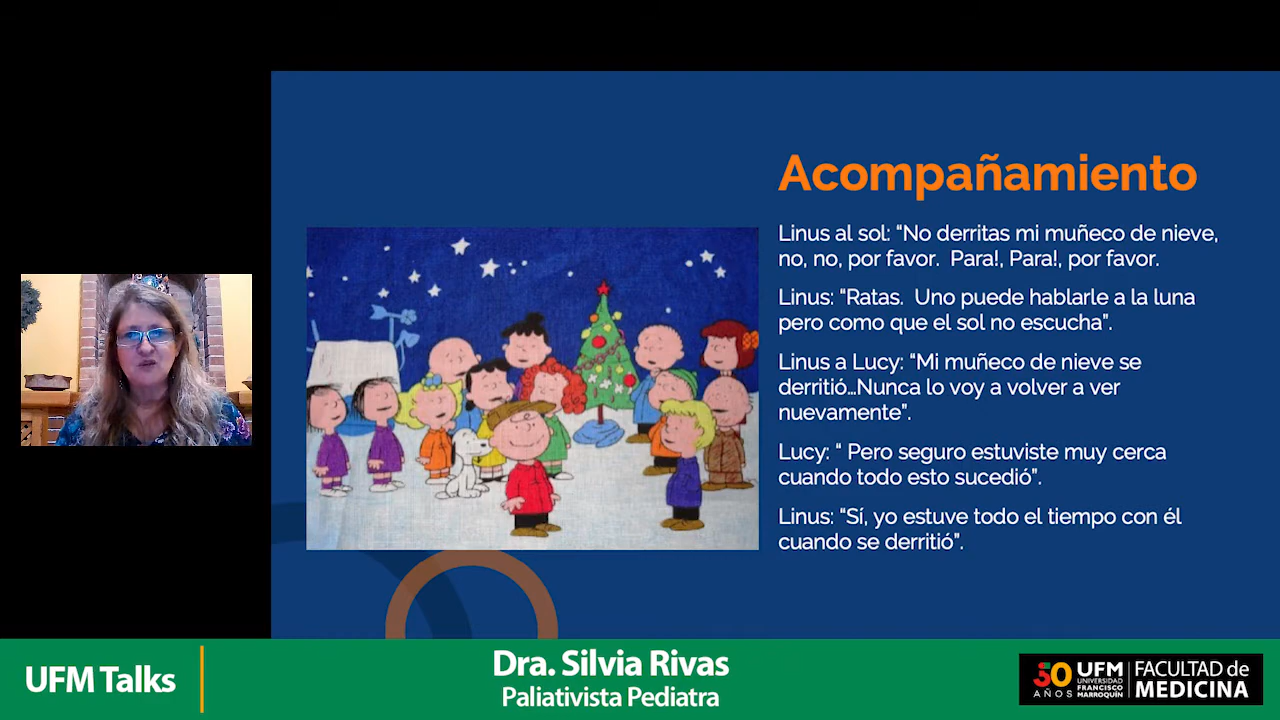 Acompañamiento
Linus al sol: “No derritas mi muñeco de nieve,
no, no, por favor.  Para!, Para!, por favor.
Linus: “Ratas.  Uno puede hablarle a la luna
pero como que el sol no escucha”.
Linus a Lucy: “Mi muñeco de nieve se
derritió...Nunca lo voy a volver a ver
nuevamente”.
Lucy: “ Pero seguro estuviste muy cerca
cuando todo esto sucedió”.
Linus: “Sí, yo estuve todo el tiempo con él
cuando se derritió”.
UFM Talks
Dra. Silvia Rivas
Paliativista Pediatra
50
AÑOS
UFM
UNIVERSIDAD
FRANCISCO
MARROQUÍN
FACULTAD de
MEDICINA